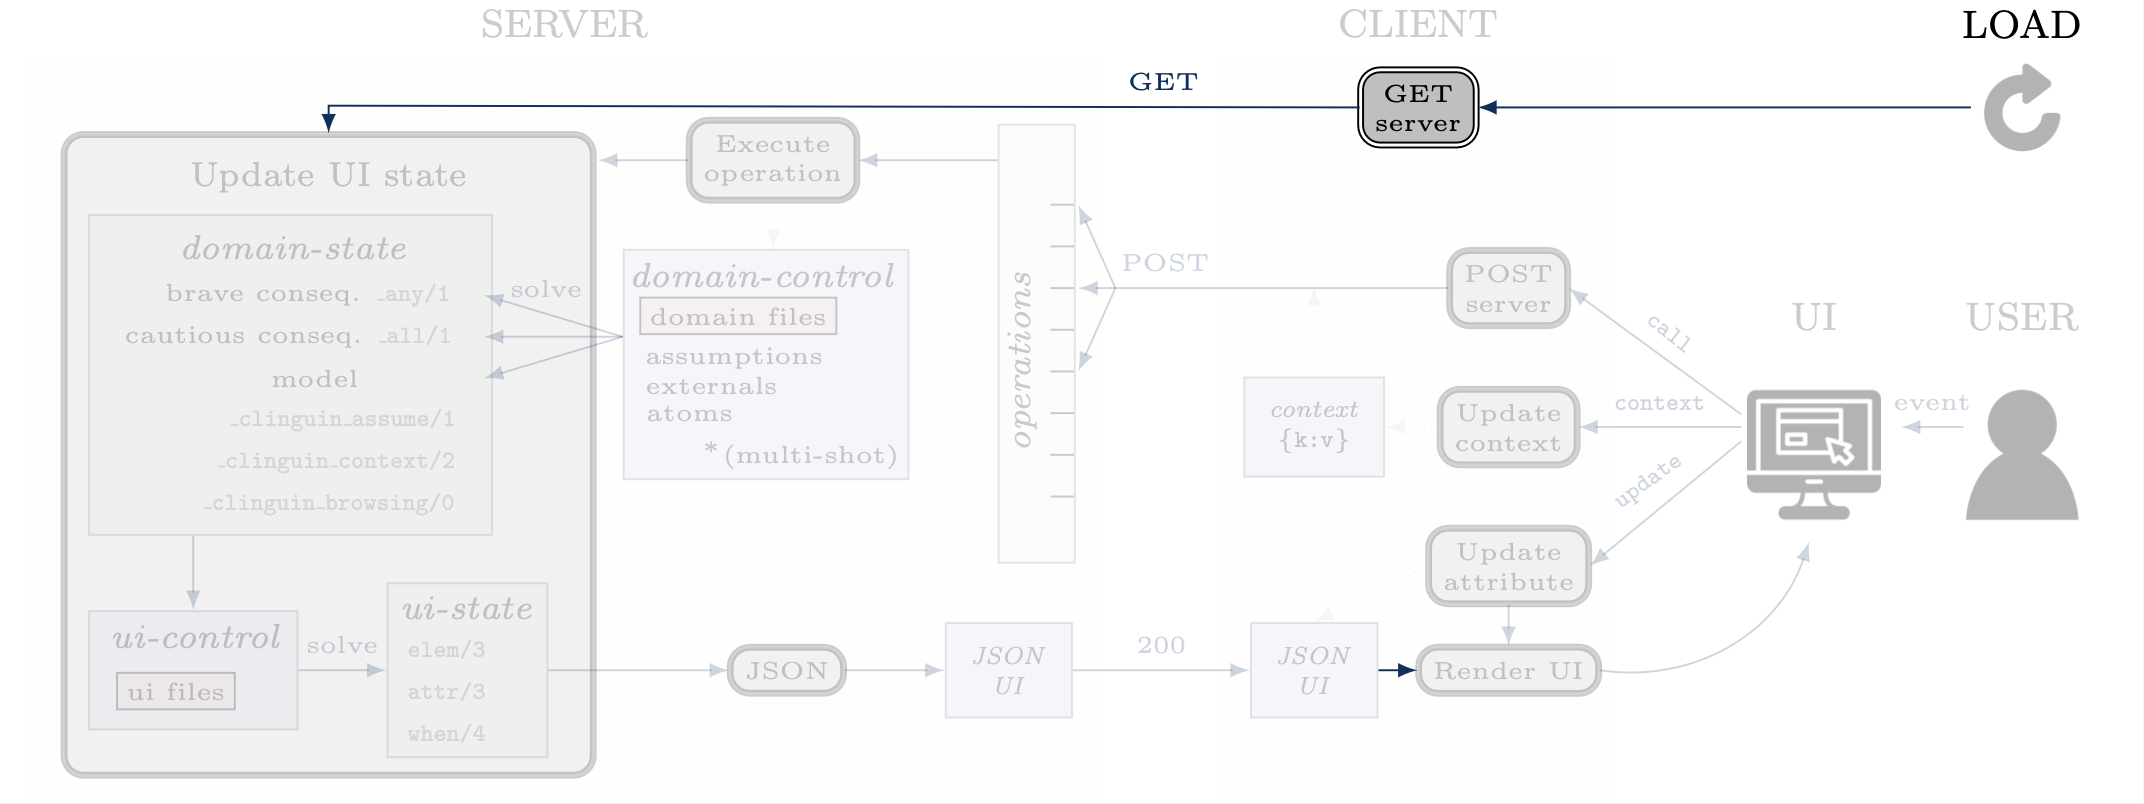 SERVER
CLIENT
LOAD
GET
GET
server
Execute
operation
Update UI state
domain-state
brave conseq. _any/1
cautious conseq. _all/1
model
_clinguin_assume/1
_clinguin_context/2
_clinguin_browsing/0
solve
domain-control
domain files
assumptions
externals
atoms
*(multi-shot)
operations
POST
POST
server
call
UI
USER
context
{k:v}
Update
context
context
event
update
Update
attribute
ui-control
ui files
solve
ui-state
elem/3
attr/3
when/4
JSON
JSON
UI
200
JSON
UI
Render UI